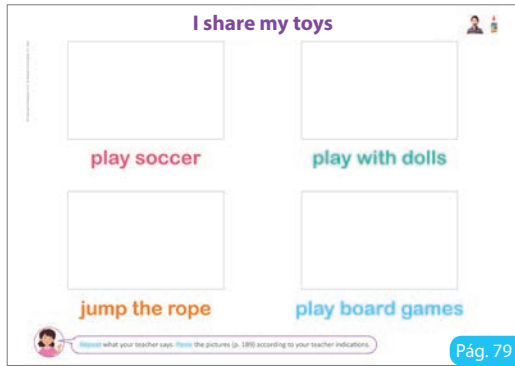 I share my toys
play soccer
play with dolls
jump the rope
play board games
Repeat what your teacher says. Paste the pictures (p. 189) according to your teacher indications.
Pág. 79